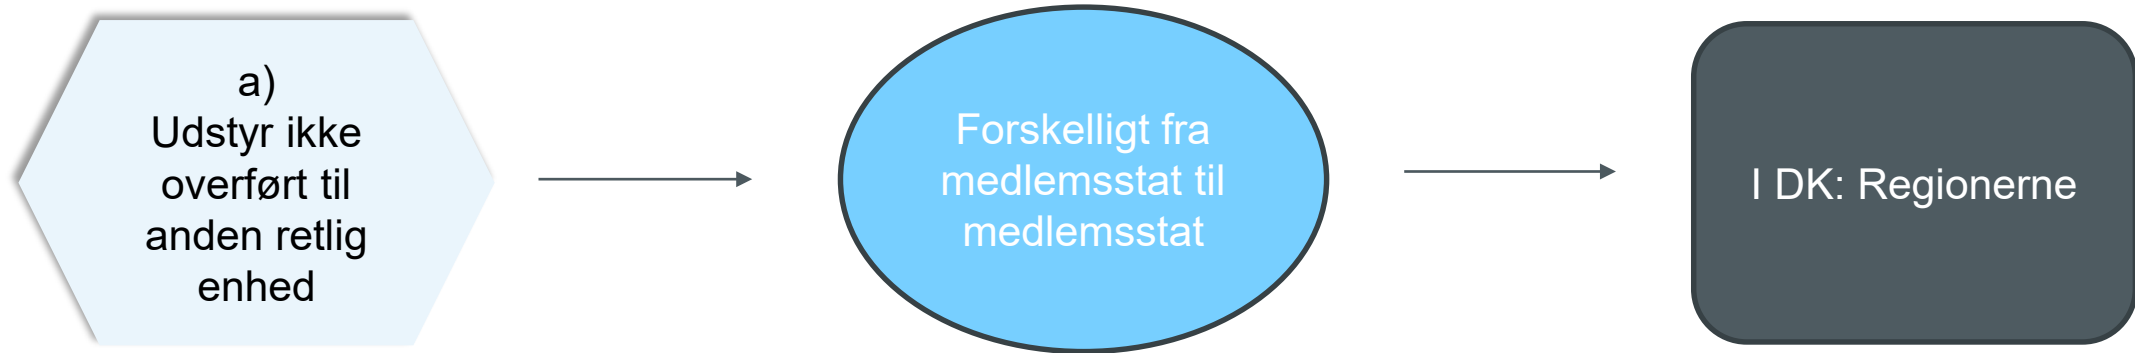 a)
Udstyr ikke
overført til
anden retlig
enhed
Forskelligt fra
medlemsstat til
medlemsstat
I DK: Regionerne